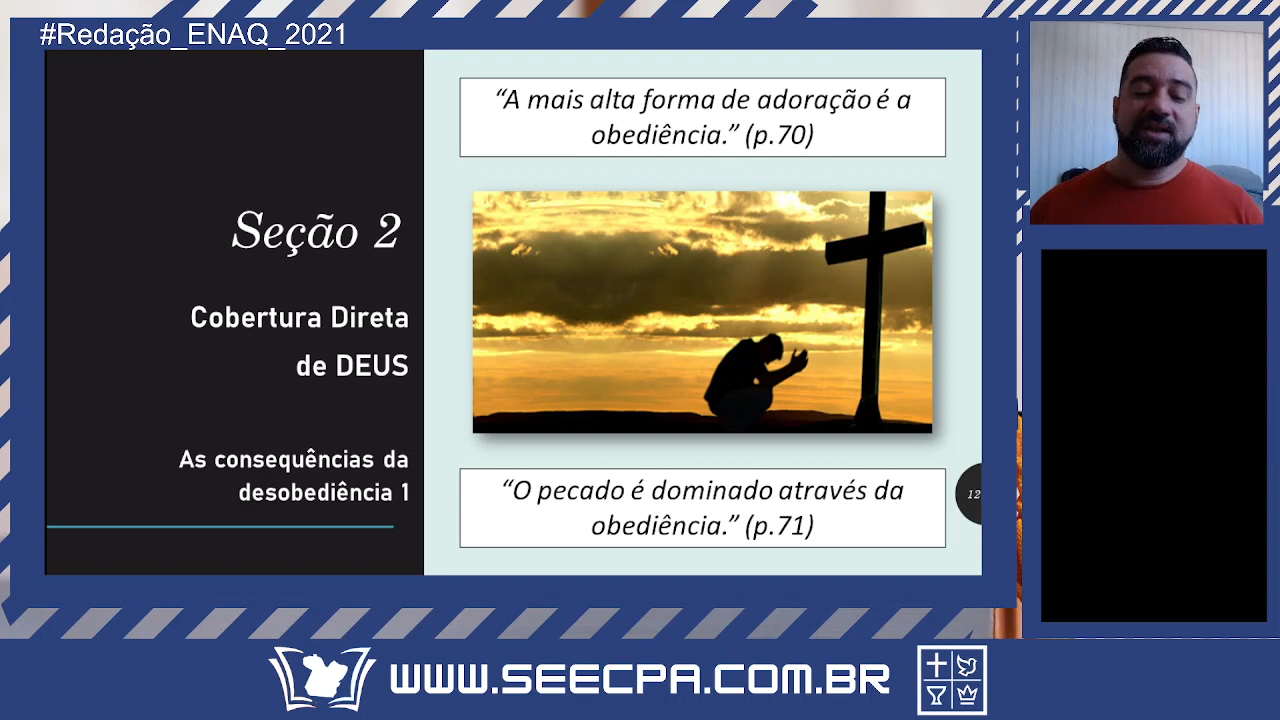 #Redação_ENAQ_2021
“A mais alta forma de adoração é a
obediência.” (p.70)
Seção 2
Cobertura Direta
de DEUS
As consequências da
desobediência 1
“O pecado é dominado através da
obediência.” (p.71)
12
WWW.SEECPA.COM.BR